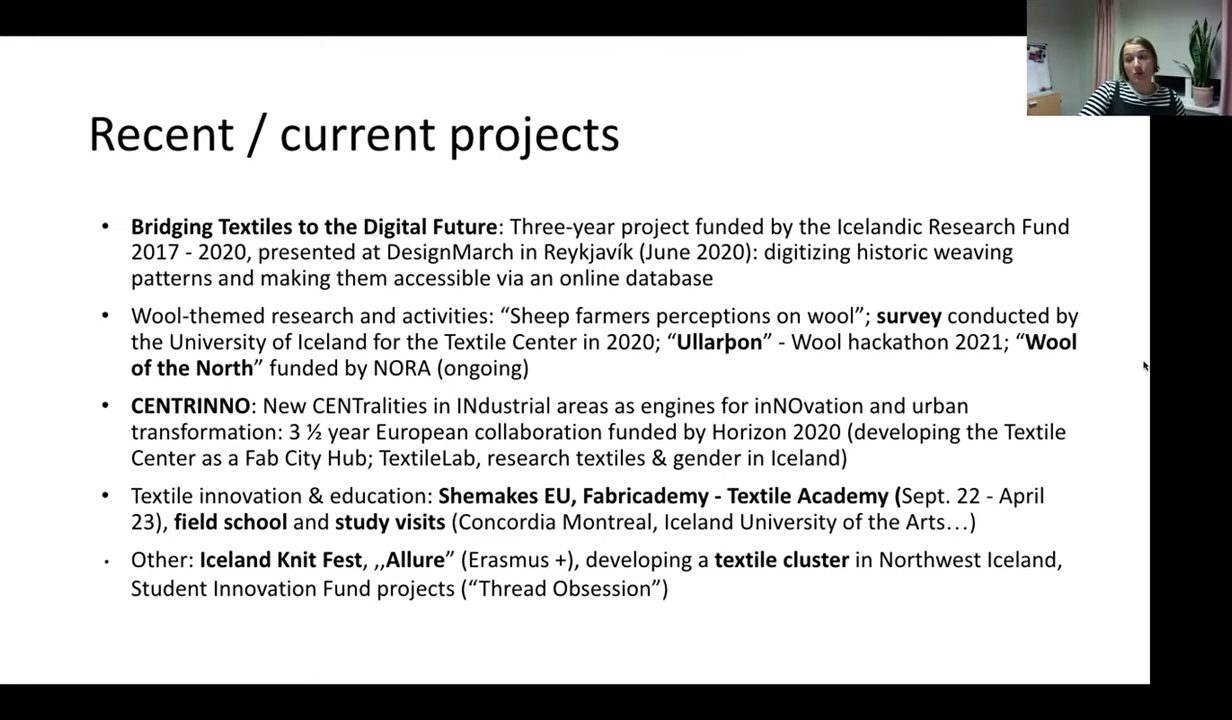 Recent / current projects
• Bridging Textiles to the Digital Future: Three-year project funded by the Icelandic Research Fund
2017 - 2020, presented at DesignMarch in Reykjavík (June 2020): digitizing historic weaving
patterns and making them accessible via an online database
• Wool-themed research and activities: “Sheep farmers perceptions on wool”; survey conducted by
the University of Iceland for the Textile Center in 2020; “Ullarþon” - Wool hackathon 2021; “Wool
of the North” funded by NORA (ongoing)
• CENTRINNO: New CENTralities in INdustrial areas as engines for inNOvation and urban
transformation: 3 ½ year European collaboration funded by Horizon 2020 (developing the Textile
Center as a Fab City Hub; TextileLab, research textiles & gender in Iceland)
• Textile innovation & education: Shemakes EU, Fabricademy - Textile Academy (Sept. 22 - April
23), field school and study visits (Concordia Montreal, Iceland University of the Arts…)
• Other: Iceland Knit Fest, ,,Allure” (Erasmus +), developing a textile cluster in Northwest Iceland,
Student Innovation Fund projects (“Thread Obsession”)